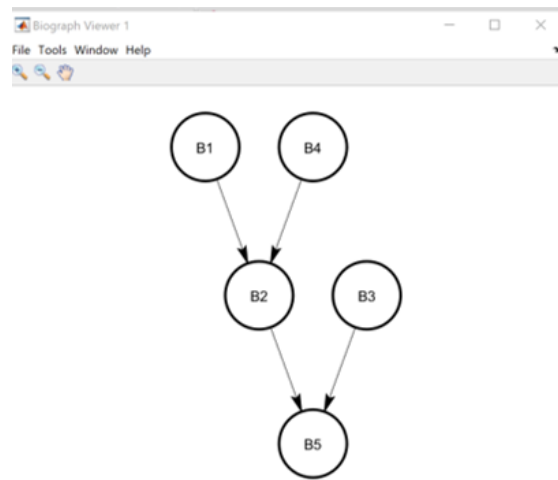 Biograph Viewer 1
File Tools Window Help
B1 B4
B2 B3
B5